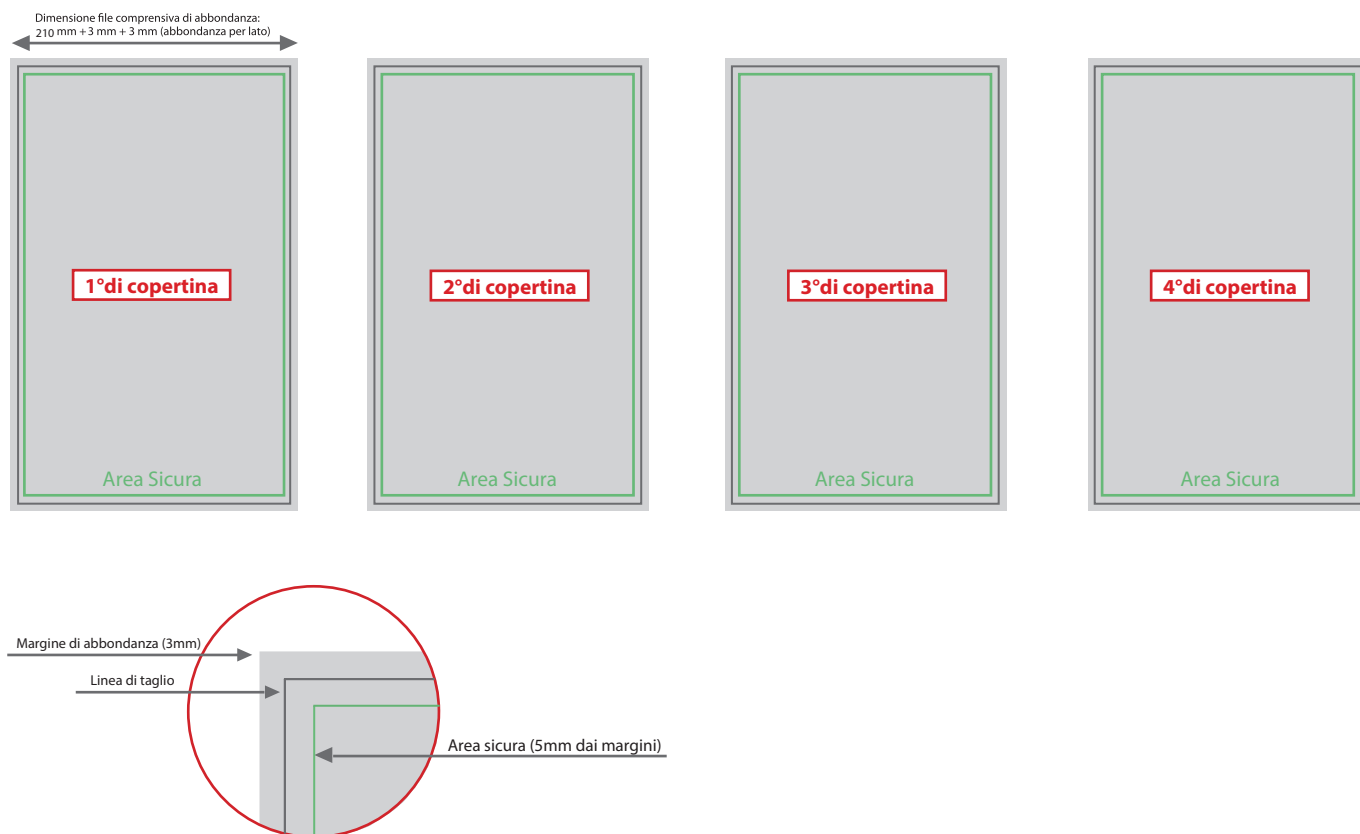 Dimensione file comprensiva di abbondanza:
210 mm + 3 mm + 3 mm (abbondanza per lato)
1°di copertina
2°di copertina
3°di copertina
4°di copertina
Area Sicura
Area Sicura
Area Sicura
Area Sicura
Margine di abbondanza (3mm)
Linea di taglio
Area sicura (5mm dai margini)